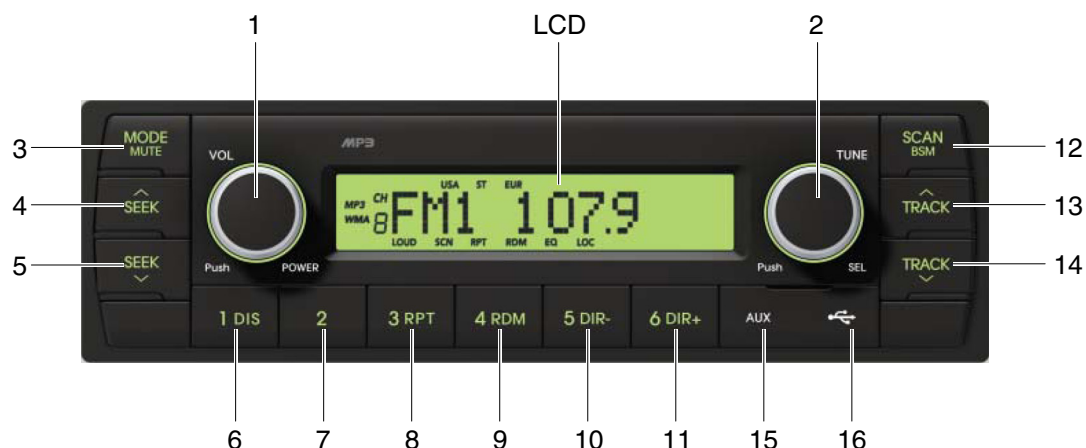 1 LCD 2
3 MODE MUTE VOL MP3 TUNE SCAN BSM 12
4 SEEK USA ST EUR TRACK 13
MP3 WMA CH 8 FM1 107.9
LOUD SCN RPT RDM EQ LOC
5 SEEK Push POWER Push SEL TRACK 14
1 DIS 2 3 RPT 4 RDM 5 DIR- 6 DIR+ AUX
6 7 8 9 10 11 15 16